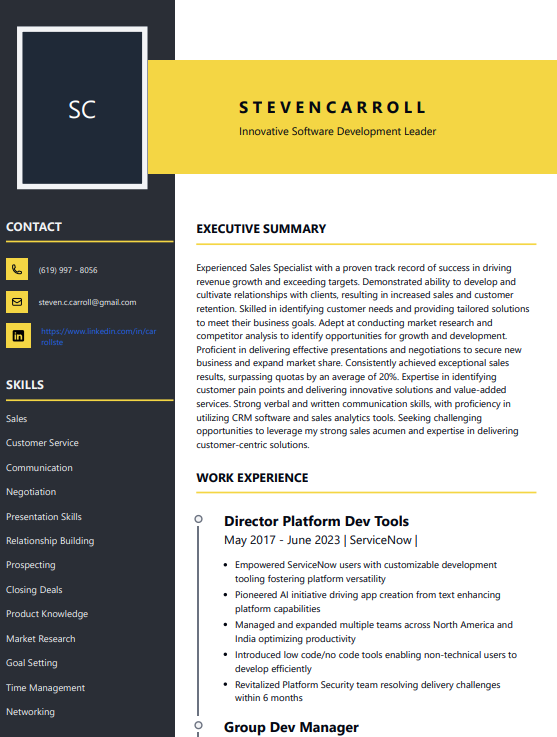 SC
STEVENCARROLL
Innovative Software Development Leader
CONTACT
(619) 997 - 8056
steven.c.carroll@gmail.com
https://www.linkedin.com/in/car
rollste
SKILLS
Sales
Customer Service
Communication
Negotiation
Presentation Skills
Relationship Building
Prospecting
Closing Deals
Product Knowledge
Market Research
Goal Setting
Time Management
Networking
EXECUTIVE SUMMARY
Experienced Sales Specialist with a proven track record of success in driving
revenue growth and exceeding targets. Demonstrated ability to develop and
cultivate relationships with clients, resulting in increased sales and customer
retention. Skilled in identifying customer needs and providing tailored solutions
to meet their business goals. Adept at conducting market research and
competitor analysis to identify opportunities for growth and development.
Proficient in delivering effective presentations and negotiations to secure new
business and expand market share. Consistently achieved exceptional sales
results, surpassing quotas by an average of 20%. Expertise in identifying
customer pain points and delivering innovative solutions and value-added
services. Strong verbal and written communication skills, with proficiency in
utilizing CRM software and sales analytics tools. Seeking challenging
opportunities to leverage my strong sales acumen and expertise in delivering
customer-centric solutions.
WORK EXPERIENCE
Director Platform Dev Tools
May 2017 - June 2023 | ServiceNow |
• Empowered ServiceNow users with customizable development
tooling fostering platform versatility
• Pioneered AI initiative driving app creation from text enhancing
platform capabilities
• Managed and expanded multiple teams across North America and
India optimizing productivity
• Introduced low code/no code tools enabling non-technical users to
develop efficiently
• Revitalized Platform Security team resolving delivery challenges
within 6 months
Group Dev Manager